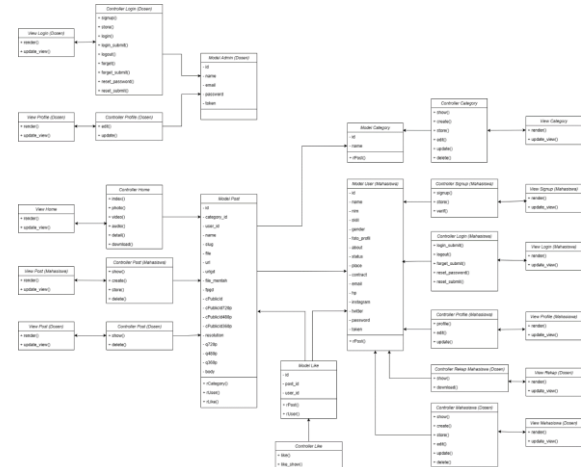 Controller Login (Dosen)
+ signup()
+ store()
+ login()
+ login_submit()
+ logout()
+ forget()
+ forget_submit()
+ reset_password()
+ reset_submit()
View Login (Dosen)
+ render()
+ update_view()
Model Admin (Dosen)
- id
- name
- email
- password
- token
View Profile (Dosen)
+ render()
+ update_view()
Controller Profile (Dosen)
+ edit()
+ update()
Controller Home
+ index()
+ photo()
+ video()
+ audio()
+ detail()
+ download()
View Home
+ render()
+ update_view()
View Post (Mahasiswa)
+ render()
+ update_view()
Controller Post (Mahasiswa)
+ show()
+ create()
+ store()
+ delete()
View Post (Dosen)
+ render()
+ update_view()
Controller Post (Dosen)
+ show()
+ delete()
Model Post
- id
- category_id
- user_id
- name
- slug
- file
- url
- file_mentah
- resolution
- q720p
- q480p
- q360p
- body
+ rCategory()
+ rUser()
+ rLike()
Model Like
- id
- post_id
- user_id
+ rPost()
+ rUser()
Controller Like
+ like()
+ like_show()
Model Category
- id
- name
+ rPost()
Controller Category
+ show()
+ create()
+ store()
+ edit()
+ update()
+ delete()
View Category
+ render()
+ update_view()
Model User (Mahasiswa)
- id
- name
- nim
- gender
- foto_profil
- about
- status
- place
- contract
- email
- hp
- instagram
- twitter
- password
- token
+ rPost()
Controller Signup (Mahasiswa)
+ signup()
+ store()
+ verif()
View Signup (Mahasiswa)
+ render()
+ update_view()
Controller Login (Mahasiswa)
+ login_submit()
+ logout()
+ forget_submit()
+ reset_password()
+ reset_submit()
View Login (Mahasiswa)
+ render()
+ update_view()
Controller Profile (Mahasiswa)
+ profile()
+ edit()
+ update()
View Profile (Mahasiswa)
+ render()
+ update_view()
Controller Rekap Mahasiswa (Dosen)
+ show()
+ download()
View Rekap (Dosen)
+ render()
+ update_view()
Controller Mahasiswa (Dosen)
+ show()
+ create()
+ store()
+ edit()
+ update()
+ delete()
View Mahasiswa (Dosen)
+ render()
+ update_view()